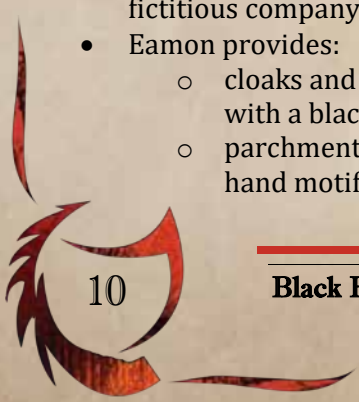 fictitious company
• Eamon provides:
o cloaks and
with a blac
parchment
o
hand motif
10
Black